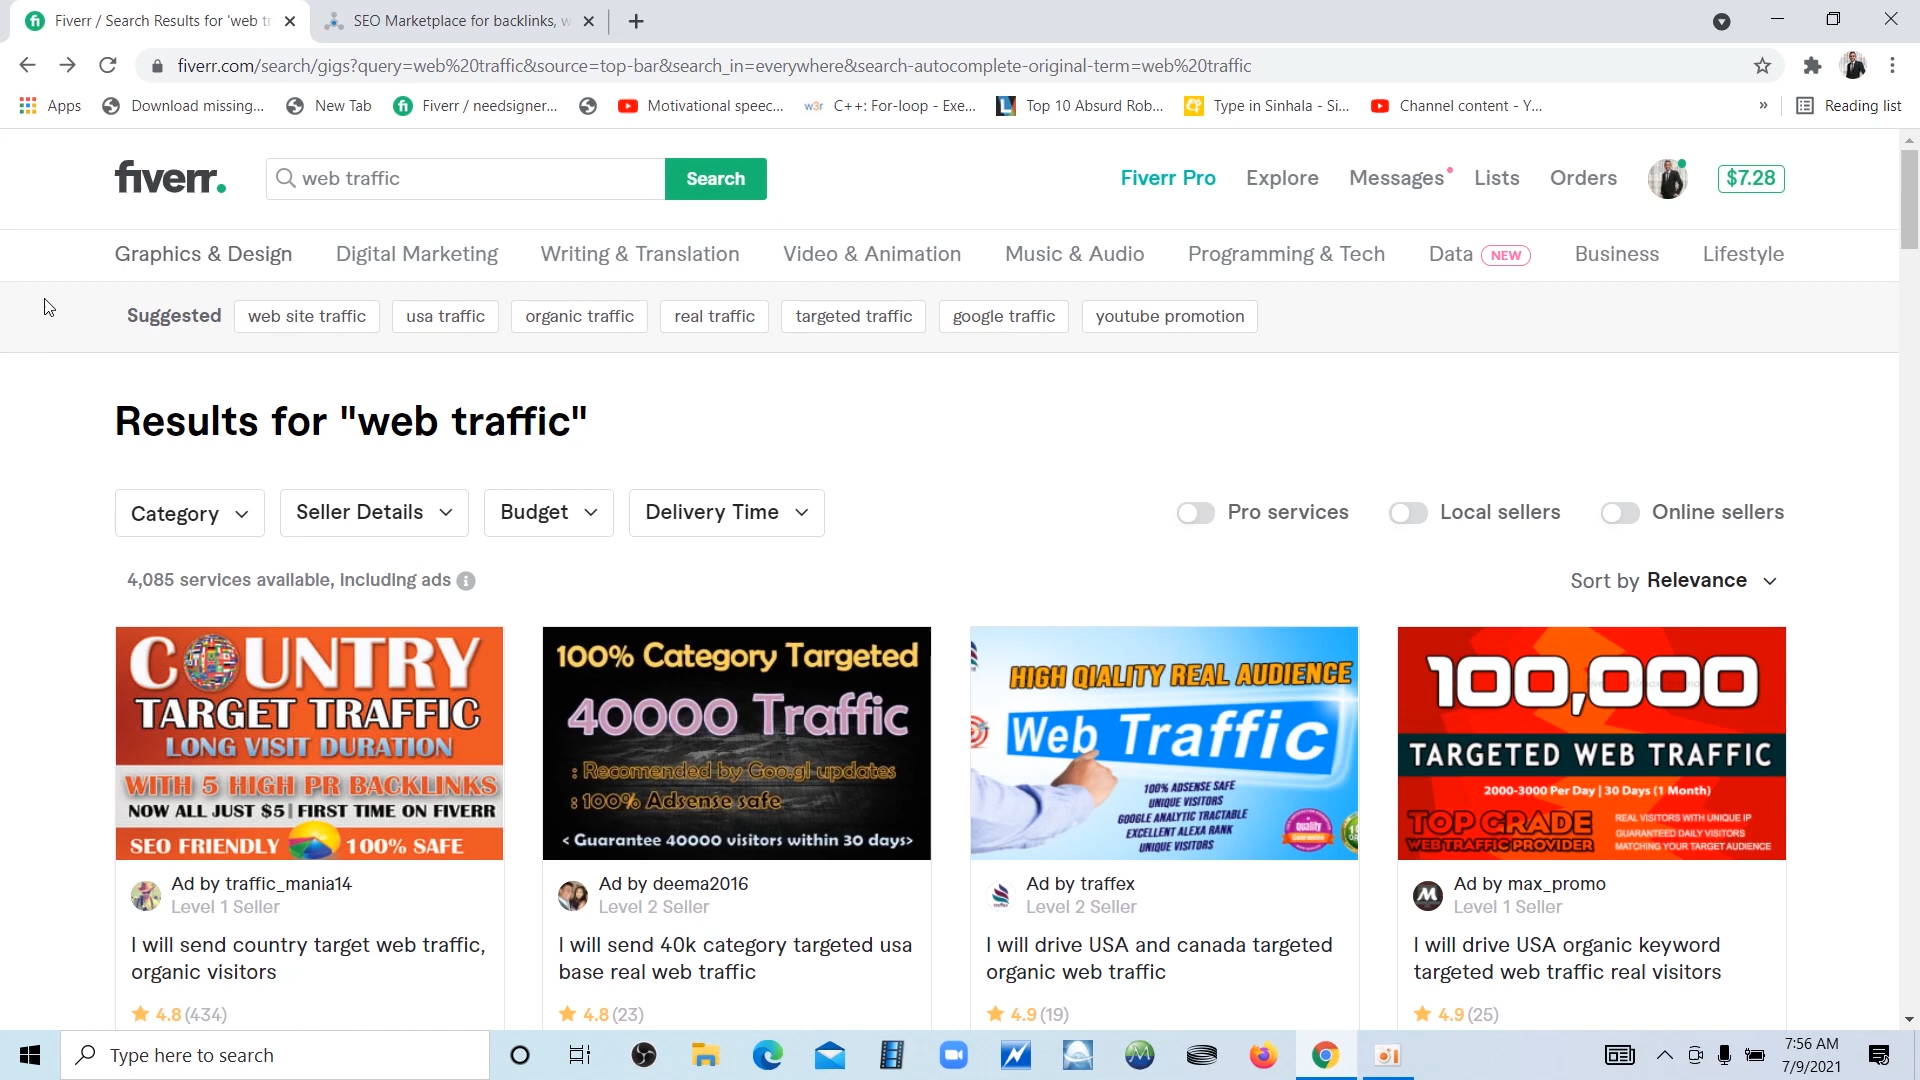 Fiverr / Search Results for 'web tr
SEO Marketplace for backlinks, w
fiverr.com/search/gigs?query=web%20traffic&source=top-bar&search_in=everywhere&search-autocomplete-original-term=web%20traffic
Apps
Download missing...
New Tab
Fiverr / needsigner...
Motivational speec...
w3r
C++: For-loop - Exe...
Top 10 Absurd Rob...
Type in Sinhala - Si...
Channel content - Y...
»
Reading list
fiverr.
web traffic
Search
Fiverr Pro
Explore
Messages
Lists
Orders
$7.28
Graphics & Design
Digital Marketing
Writing & Translation
Video & Animation
Music & Audio
Programming & Tech
Data NEW
Business
Lifestyle
Suggested
web site traffic
usa traffic
organic traffic
real traffic
targeted traffic
google traffic
youtube promotion
Results for "web traffic"
Category
Seller Details
Budget
Delivery Time
Pro services
Local sellers
Online sellers
4,085 services available, including ads
Sort by Relevance
COUNTRY
TARGET TRAFFIC
LONG VISIT DURATION
WITH 5 HIGH PR BACKLINKS
NOW ALL JUST $5 | FIRST TIME ON FIVERR
SEO FRIENDLY 100% SAFE
Ad by traffic_mania14
Level 1 Seller
I will send country target web traffic,
organic visitors
4.8 (434)
100% Category Targeted
40000 Traffic
: Recomended by Goo.gl updates
: 100% Adsense safe
< Guarantee 40000 visitors within 30 days>
Ad by deema2016
Level 2 Seller
I will send 40k category targeted usa
base real web traffic
4.8 (23)
HIGH QIALITY REAL AUDIENCE
Web Traffic
100% ADSENSE SAFE
UNIQUE VISITORS
GOOGLE ANALYTIC TRACTABLE
EXCELLENT ALEXA RANK
UNIQUE VISITORS
Quality
Ad by traffex
Level 2 Seller
I will drive USA and canada targeted
organic web traffic
4.9 (19)
100,000
TARGETED WEB TRAFFIC
2000-3000 Per Day | 30 Days (1 Month)
TOP GRADE
WEB TRAFFIC PROVIDER
REAL VISITORS WITH UNIQUE IP
GUARANTEED DAILY VISITORS
MATCHING YOUR TARGET AUDIENCE
Ad by max_promo
Level 1 Seller
I will drive USA organic keyword
targeted web traffic real visitors
4.9 (25)
Type here to search
7:56 AM
7/9/2021